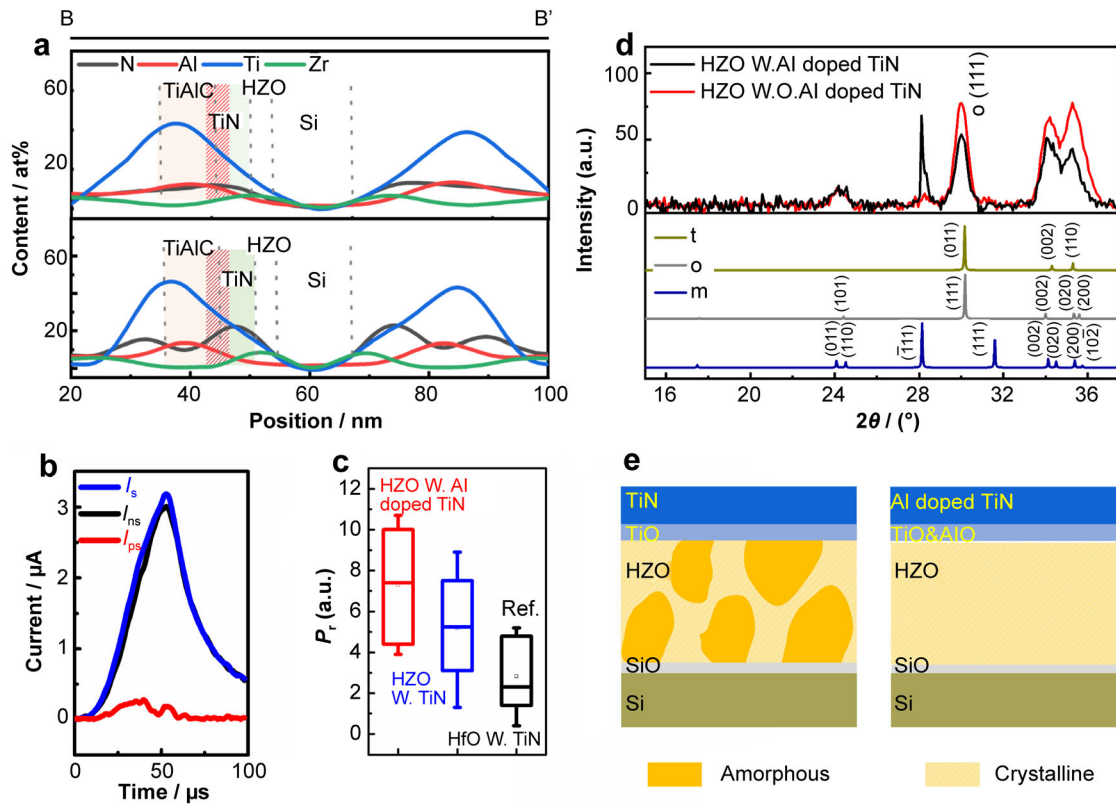 B B’
a
N Al Ti Zr
TiAlC HZO
TiN Si
60
20
TiAlC HZO
TiN Si
60
40
20
0
20 40 60 80 100
Content / at%
Position / nm
b
Is
Ins
Ips
3
2
1
0
0 50 100
Current / µA
Time / µs
c
12
10
8
6
4
2
0
Pr (a.u.)
HZO W. Al
doped TiN
HZO
W. TiN
Ref.
HfO W. TiN
d
HZO W.Al doped TiN
HZO W.O.Al doped TiN
o (111)
100
50
0
Intensity (a.u.)
t
o
m
(011) (002) (110)
(101) (111) (002) (020) (200)
(011) (110) (1̅11) (111) (002) (020) (200) (102)
16 20 24 28 32 36
2θ / (°)
e
TiN
TiO
HZO
SiO
Si
Al doped TiN
TiO&AlO
HZO
SiO
Si
Amorphous Crystalline